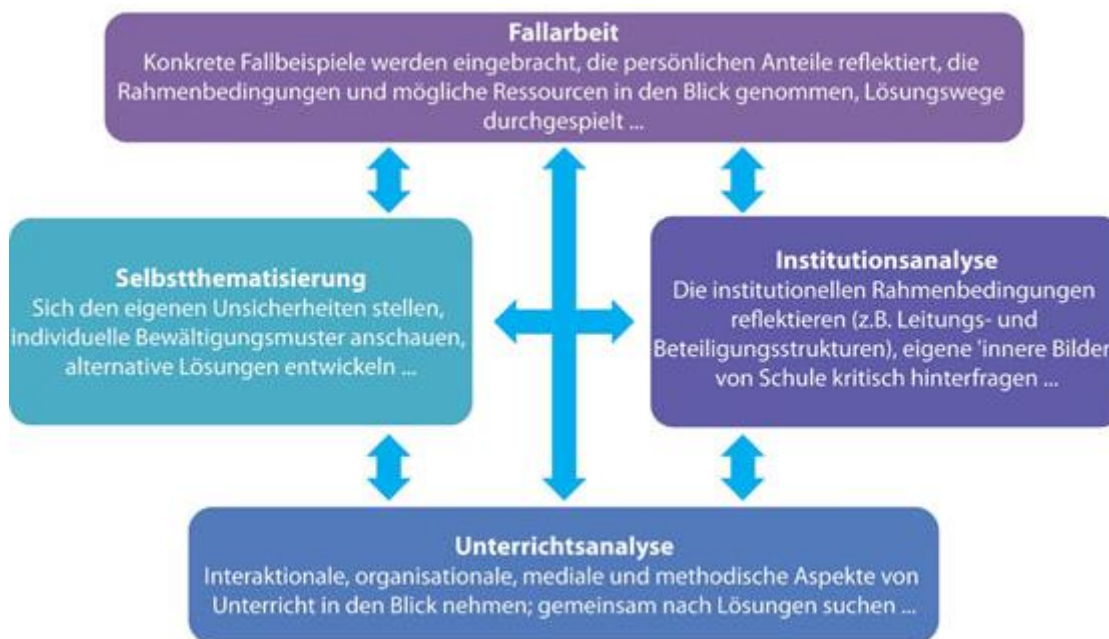 Fallarbeit
Konkrete Fallbeispiele werden eingebracht, die persönlichen Anteile reflektiert, die
Rahmenbedingungen und mögliche Ressourcen in den Blick genommen, Lösungswege
durchgespielt ...
Selbstthematisierung
Sich den eigenen Unsicherheiten stellen,
individuelle Bewältigungsmuster anschauen,
alternative Lösungen entwickeln ...
Institutionsanalyse
Die institutionellen Rahmenbedingungen
reflektieren (z.B. Leitungs- und
Beteiligungsstrukturen), eigene 'innere Bilder
von Schule kritisch hinterfragen ...
Unterrichtsanalyse
Interaktionale, organisationale, mediale und methodische Aspekte von
Unterricht in den Blick nehmen; gemeinsam nach Lösungen suchen ...